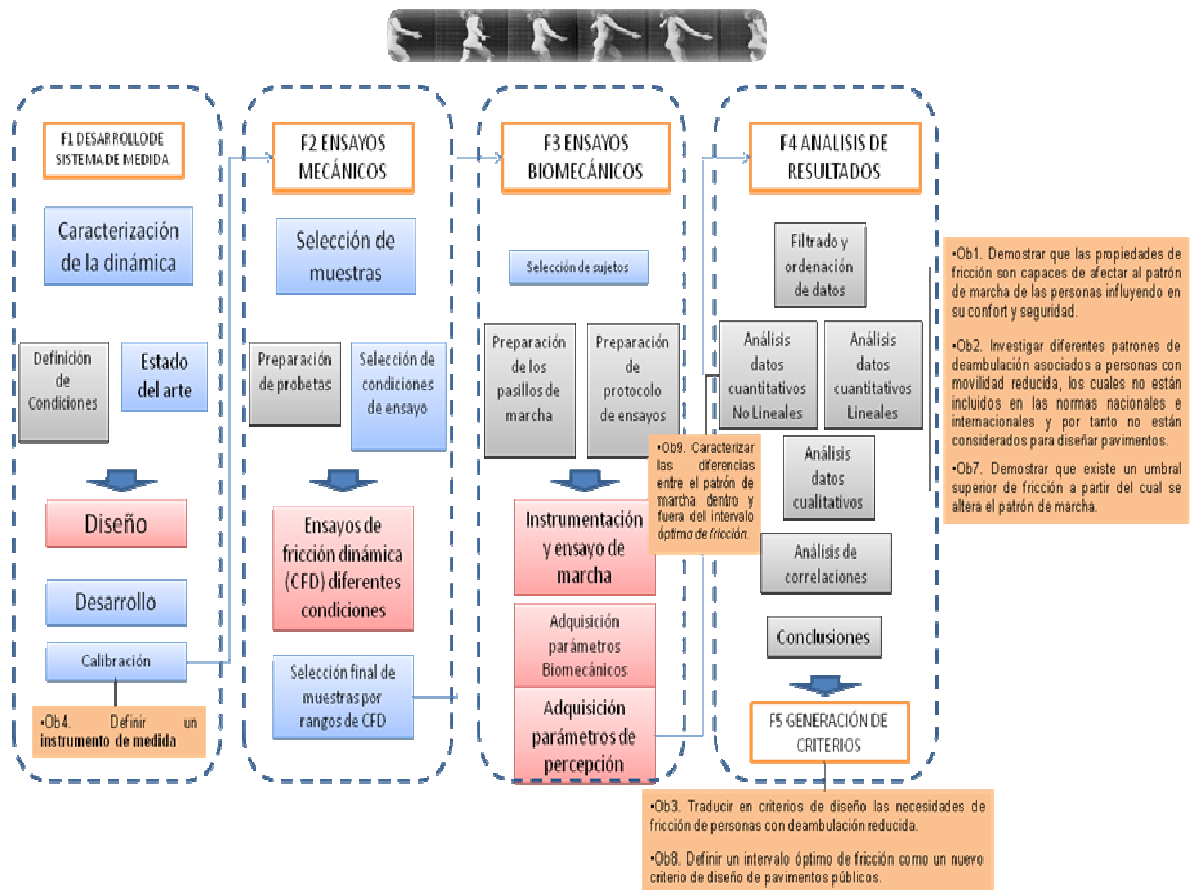 F1 DESARROLLO DE
SISTEMA DE MEDIDA
Caracterización
de la dinámica
Definición
de
Condiciones
Estado
del arte
Diseño
Desarrollo
Calibración
•Ob4. Definir un
instrumento de medida
F2 ENSAYOS
MECÁNICOS
Selección de
muestras
Preparación
de probetas
Selección de
condiciones
de ensayo
Ensayos de
fricción dinámica
(CFD) diferentes
condiciones
Selección final de
muestras por
rangos de CFD
F3 ENSAYOS
BIOMECÁNICOS
Selección de sujetos
Preparación
de los
pasillos de
marcha
Preparación
de
protocolo
de ensayos
Instrumentación
y ensayo de
marcha
Adquisición
parámetros
Biomecánicos
Adquisición
parámetros de
percepción
•Ob9. Caracterizar
las diferencias
entre el patrón de
marcha dentro y
fuera del intervalo
óptimo de fricción.
F4 ANALISIS DE
RESULTADOS
Filtrado y
ordenación
de datos
Análisis
datos
cuantitativos
No Lineales
Análisis
datos
cuantitativos
Lineales
Análisis
datos
cualitativos
Análisis de
correlaciones
Conclusiones
F5 GENERACIÓN DE
CRITERIOS
•Ob1. Demostrar que las propiedades de
fricción son capaces de afectar al patrón
de marcha de las personas influyendo en
su confort y seguridad.
•Ob2. Investigar diferentes patrones de
deambulación asociados a personas con
movilidad reducida, los cuales no están
incluidos en las normas nacionales e
internacionales y por tanto no están
considerados para diseñar pavimentos.
•Ob7. Demostrar que existe un umbral
superior de fricción a partir del cual se
altera el patrón de marcha.
•Ob3. Traducir en criterios de diseño las necesidades de
fricción de personas con deambulación reducida.
•Ob8. Definir un intervalo óptimo de fricción como un nuevo
criterio de diseño de pavimentos públicos.